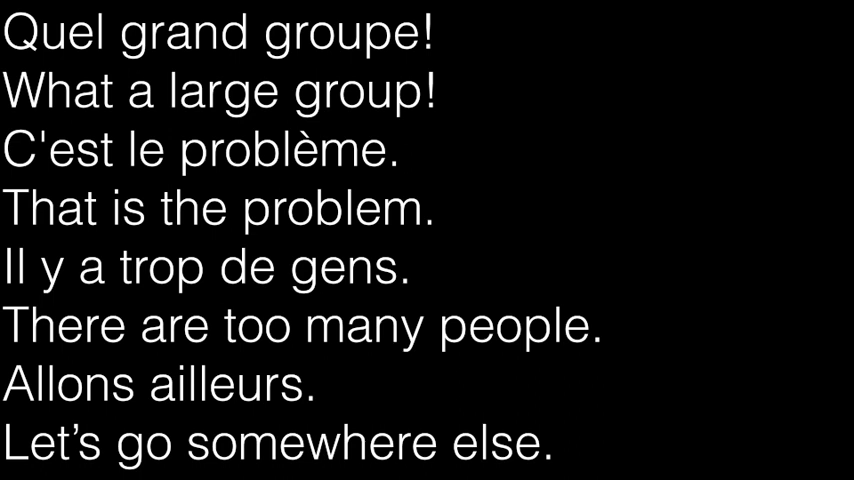 Quel grand groupe!
What a large group!
C'est le problème.
That is the problem.
Il y a trop de gens.
There are too many people.
Allons ailleurs.
Let’s go somewhere else.